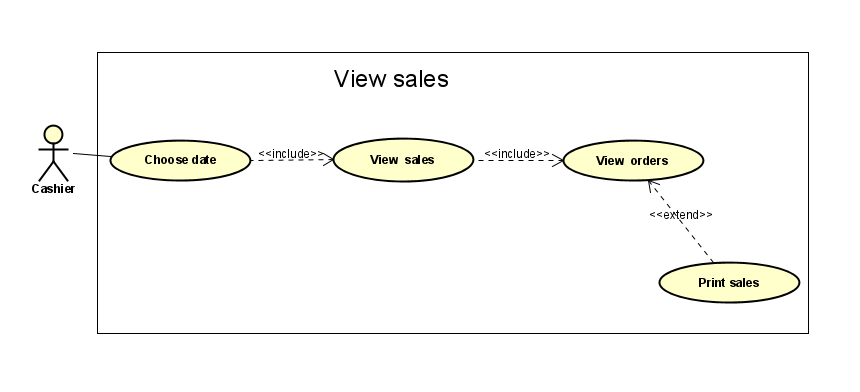 View sales
Choose date
<<include>>
View sales
<<include>>
View orders
Cashier
<<extend>>
Print sales